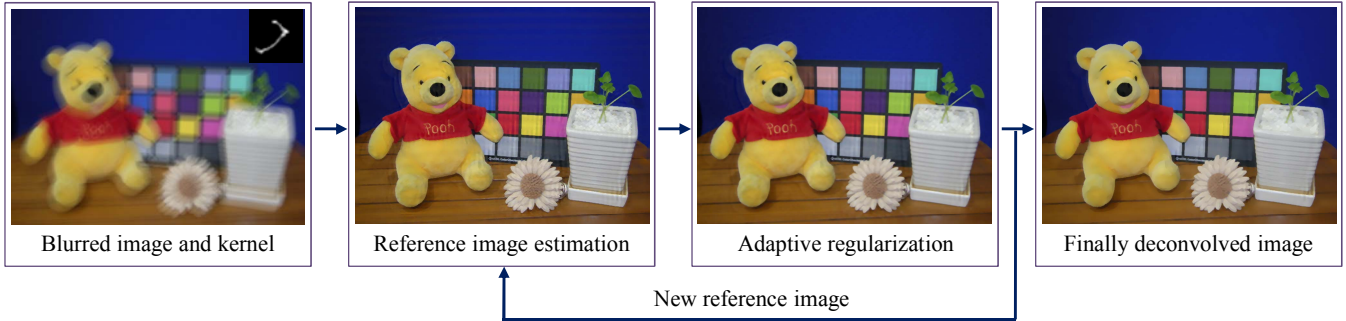 Pooh
Pooh
Pooh
Blurred image and kernel
Reference image estimation
Adaptive regularization
Finally deconvolved image
New reference image